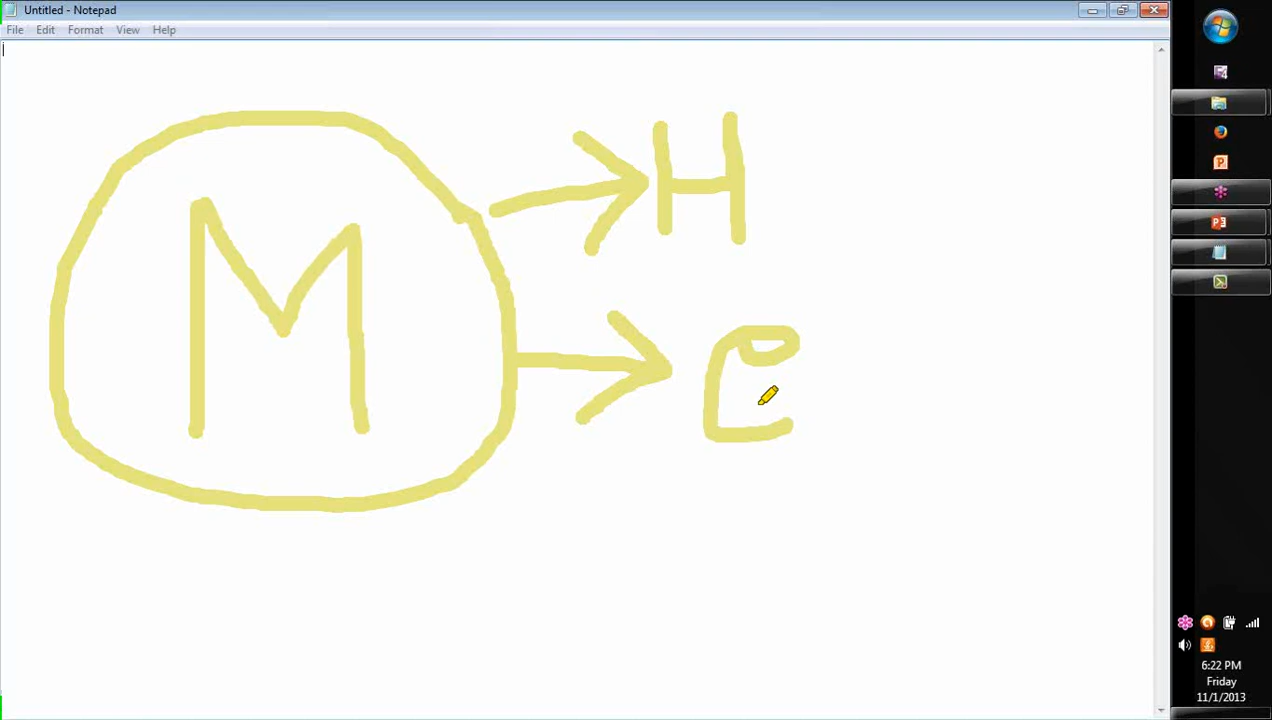 Untitled - Notepad
File Edit Format View Help
M
H
6:22 PM
Friday
11/1/2013